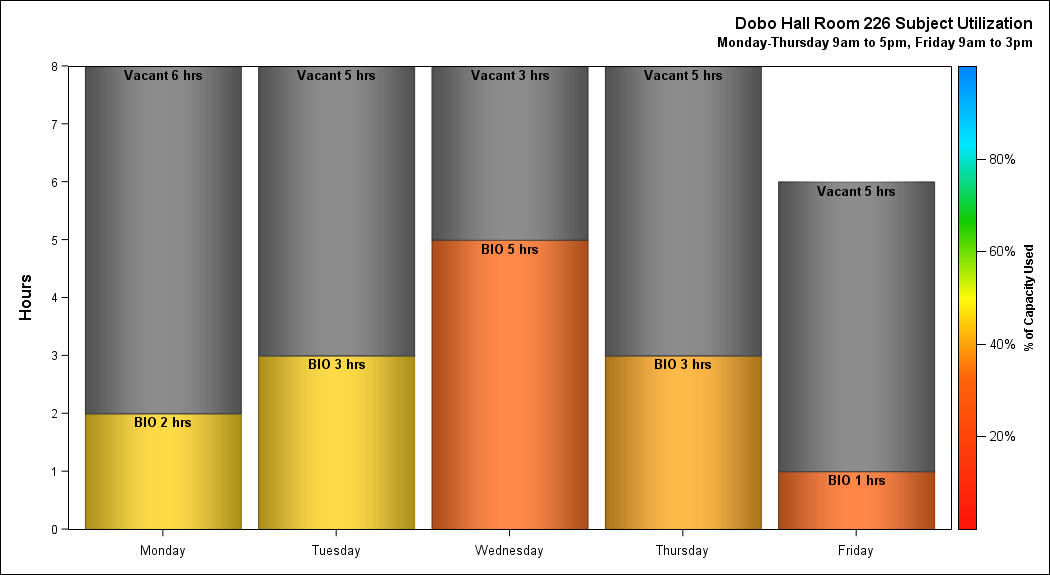 Dobo Hall Room 226 Subject Utilization
Monday-Thursday 9am to 5pm, Friday 9am to 3pm
8
7
6
5
4
3
2
1
0
Hours
Vacant 6 hrs
BIO 2 hrs
Vacant 5 hrs
BIO 3 hrs
Vacant 3 hrs
BIO 5 hrs
Vacant 5 hrs
BIO 3 hrs
Vacant 5 hrs
BIO 1 hrs
Monday
Tuesday
Wednesday
Thursday
Friday
80%
60%
40%
20%
% of Capacity Used